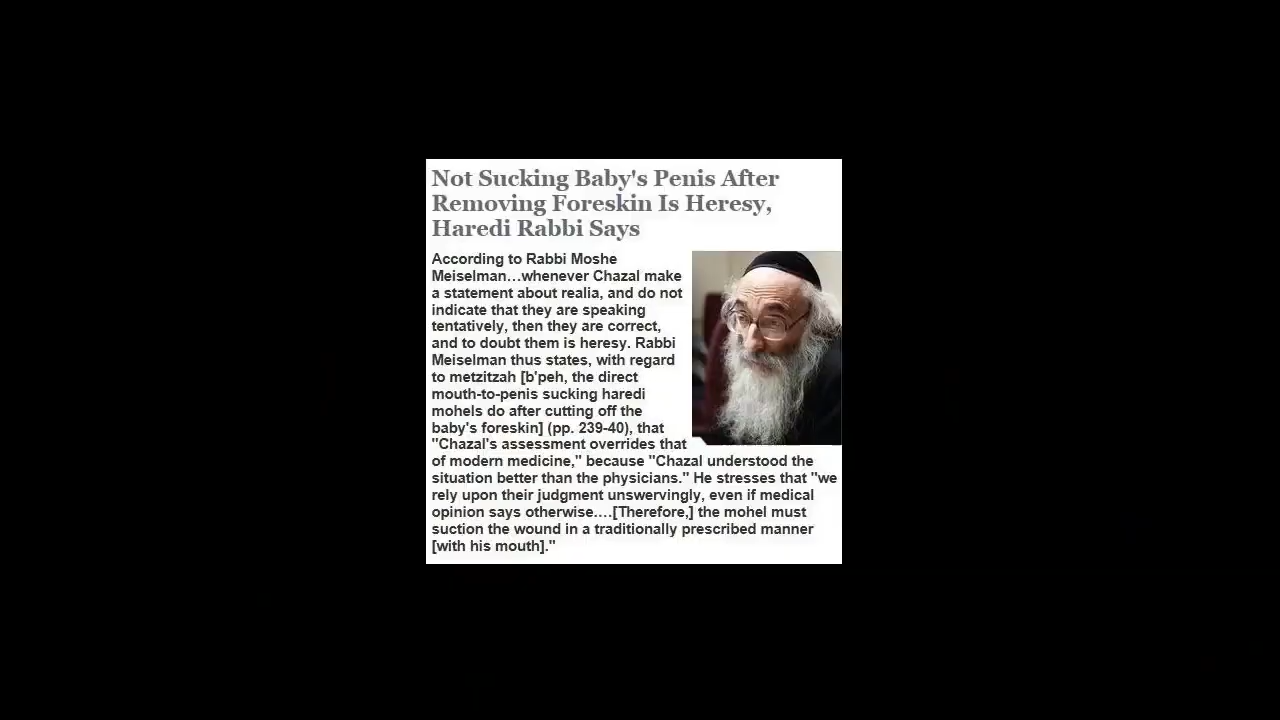 Not Sucking Baby's Penis After
Removing Foreskin Is Heresy,
Haredi Rabbi Says
According to Rabbi Moshe
Meiselman...whenever Chazal make
a statement about realia, and do not
indicate that they are speaking
tentatively, then they are correct,
and to doubt them is heresy. Rabbi
Meiselman thus states, with regard
to metzitzah [b'peh, the direct
mouth-to-penis sucking haredi
mohels do after cutting off the
baby's foreskin] (pp. 239-40), that
"Chazal's assessment overrides that
of modern medicine," because "Chazal understood the
situation better than the physicians." He stresses that "we
rely upon their judgment unswervingly, even if medical
opinion says otherwise....[Therefore,] the mohel must
suction the wound in a traditionally prescribed manner
[with his mouth]."